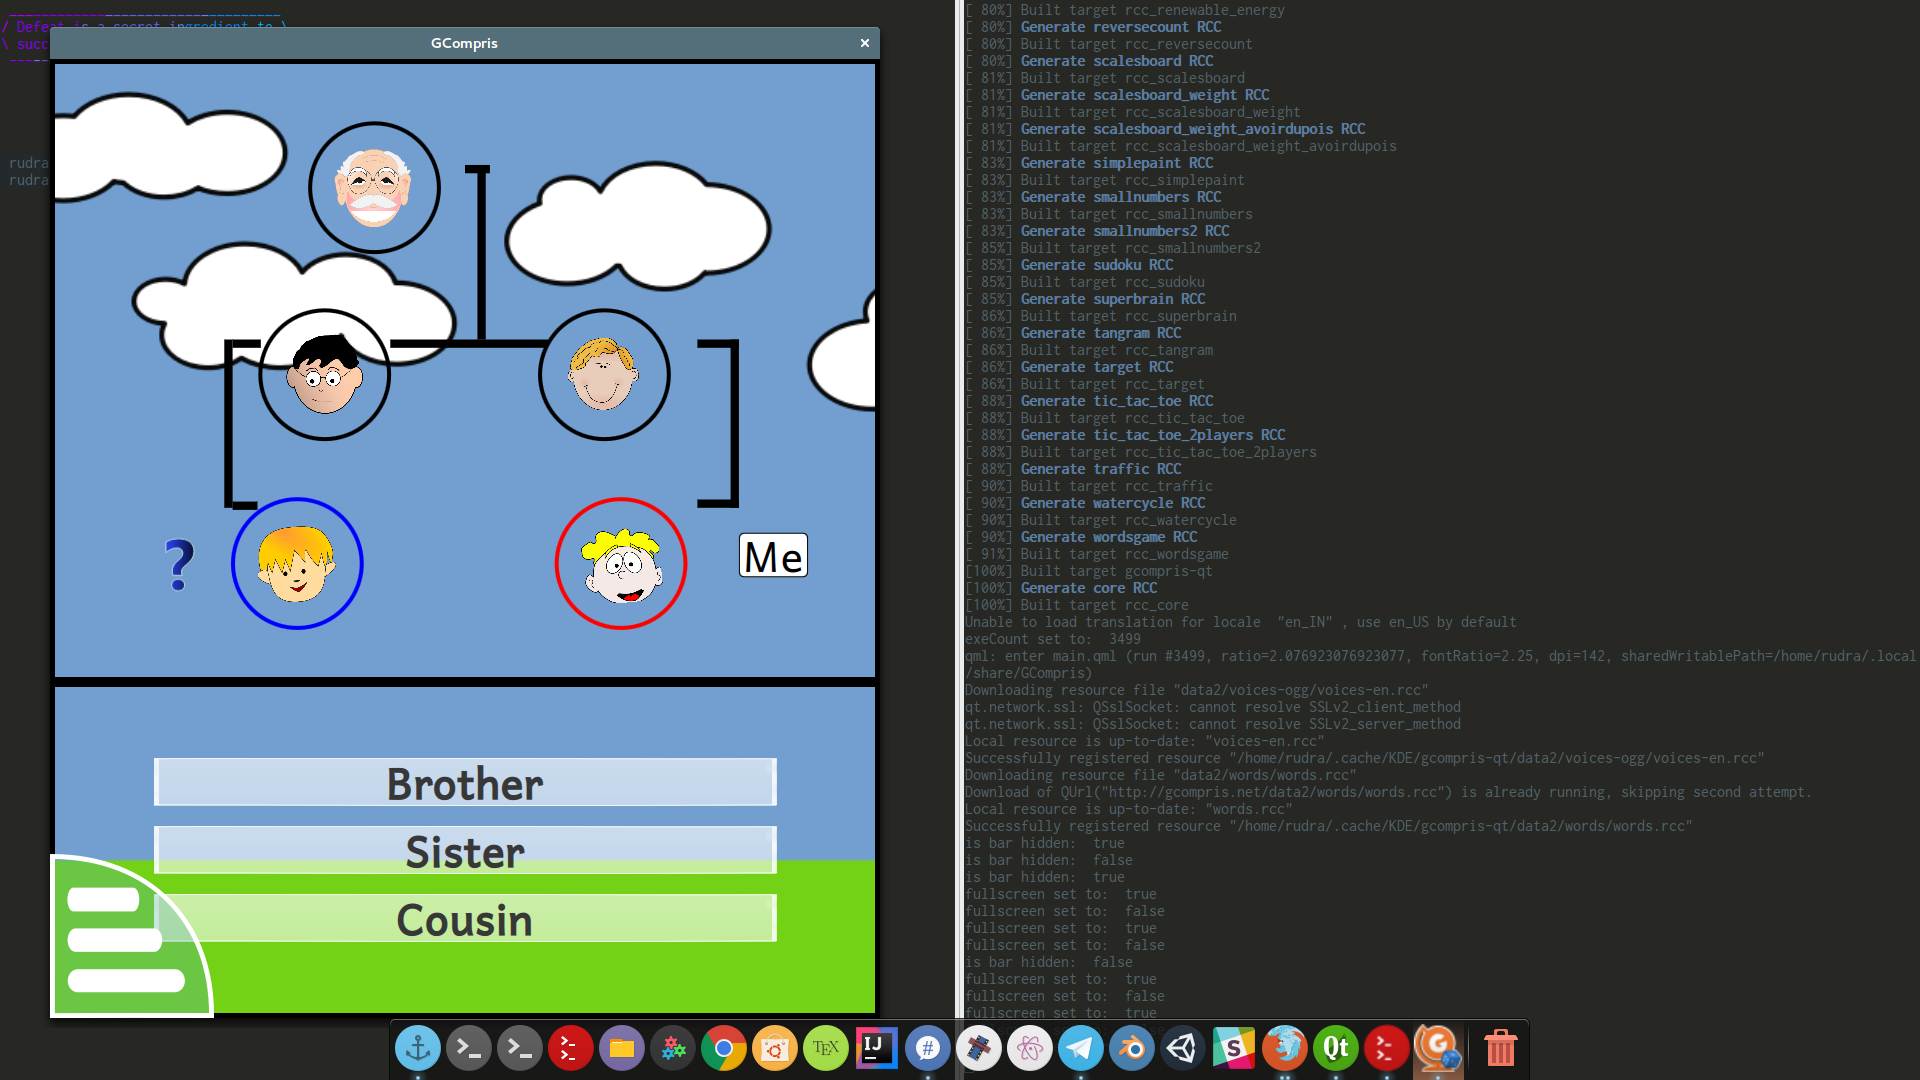 / Defeat is a secret ingredient to \
\ succ
rudra
rudra
GCompris
×
?
Me
Brother
Sister
Cousin
[ 80%] Built target rcc_renewable_energy
[ 80%] Generate reversecount RCC
[ 80%] Built target rcc_reversecount
[ 80%] Generate scalesboard RCC
[ 81%] Built target rcc_scalesboard
[ 81%] Generate scalesboard_weight RCC
[ 81%] Built target rcc_scalesboard_weight
[ 81%] Generate scalesboard_weight_avoirdupois RCC
[ 81%] Built target rcc_scalesboard_weight_avoirdupois
[ 83%] Generate simplepaint RCC
[ 83%] Built target rcc_simplepaint
[ 83%] Generate smallnumbers RCC
[ 83%] Built target rcc_smallnumbers
[ 83%] Generate smallnumbers2 RCC
[ 85%] Built target rcc_smallnumbers2
[ 85%] Generate sudoku RCC
[ 85%] Built target rcc_sudoku
[ 85%] Generate superbrain RCC
[ 86%] Built target rcc_superbrain
[ 86%] Generate tangram RCC
[ 86%] Built target rcc_tangram
[ 86%] Generate target RCC
[ 86%] Built target rcc_target
[ 88%] Generate tic_tac_toe RCC
[ 88%] Built target rcc_tic_tac_toe
[ 88%] Generate tic_tac_toe_2players RCC
[ 88%] Built target rcc_tic_tac_toe_2players
[ 88%] Generate traffic RCC
[ 90%] Built target rcc_traffic
[ 90%] Generate watercycle RCC
[ 90%] Built target rcc_watercycle
[ 90%] Generate wordsgame RCC
[ 91%] Built target rcc_wordsgame
[100%] Built target gcompris-qt
[100%] Generate core RCC
[100%] Built target rcc_core
Unable to load translation for locale  "en_IN" , use en_US by default
exeCount set to:  3499
qml: enter main.qml (run #3499, ratio=2.076923076923077, fontRatio=2.25, dpi=142, sharedWritablePath=/home/rudra/.local
/share/GCompris)
Downloading resource file "data2/voices-ogg/voices-en.rcc"
qt.network.ssl: QSslSocket: cannot resolve SSLv2_client_method
qt.network.ssl: QSslSocket: cannot resolve SSLv2_server_method
Local resource is up-to-date: "voices-en.rcc"
Successfully registered resource "/home/rudra/.cache/KDE/gcompris-qt/data2/voices-ogg/voices-en.rcc"
Downloading resource file "data2/words/words.rcc"
Download of QUrl("http://gcompris.net/data2/words/words.rcc") is already running, skipping second attempt.
Local resource is up-to-date: "words.rcc"
Successfully registered resource "/home/rudra/.cache/KDE/gcompris-qt/data2/words/words.rcc"
is bar hidden:  true
is bar hidden:  false
is bar hidden:  true
fullscreen set to:  true
fullscreen set to:  false
fullscreen set to:  true
fullscreen set to:  false
is bar hidden:  false
fullscreen set to:  true
fullscreen set to:  false
fullscreen set to:  true
TEX
IJ
#
S
Qt
G